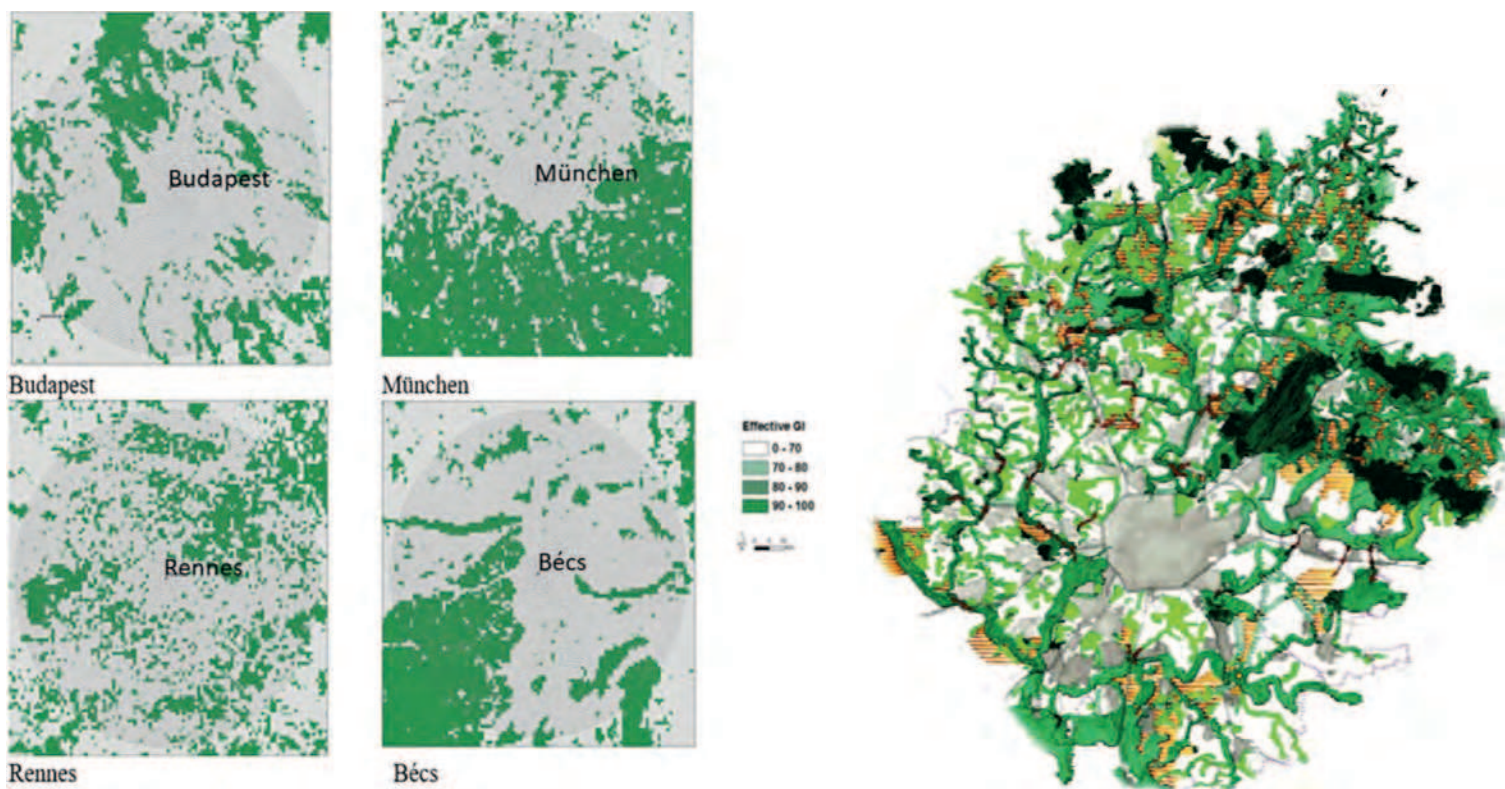 Budapest
München
Budapest
München
Rennes
Bécs
Rennes
Bécs
Effective GI
0 - 70
70 - 80
80 - 90
90 - 100